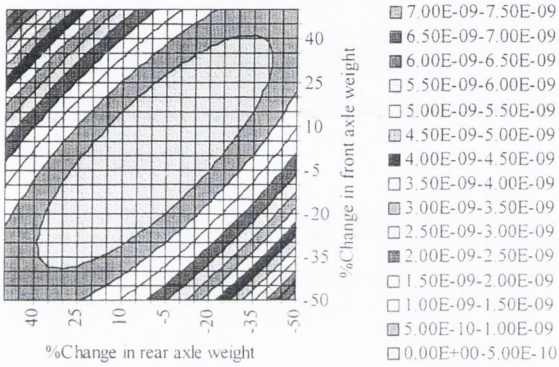 40
25
10
-5
-20
-35
-50
%Change in front axle weight
40
25
10
-5
-20
-35
-50
%Change in rear axle weight
7.00E-09-7.50E-09
6.50E-09-7.00E-09
6.00E-09-6.50E-09
5.50E-09-6.00E-09
5.00E-09-5.50E-09
4.50E-09-5.00E-09
4.00E-09-4.50E-09
3.50E-09-4.00E-09
3.00E-09-3.50E-09
2.50E-09-3.00E-09
2.00E-09-2.50E-09
1.50E-09-2.00E-09
1.00E-09-1.50E-09
5.00E-10-1.00E-09
0.00E+00-5.00E-10